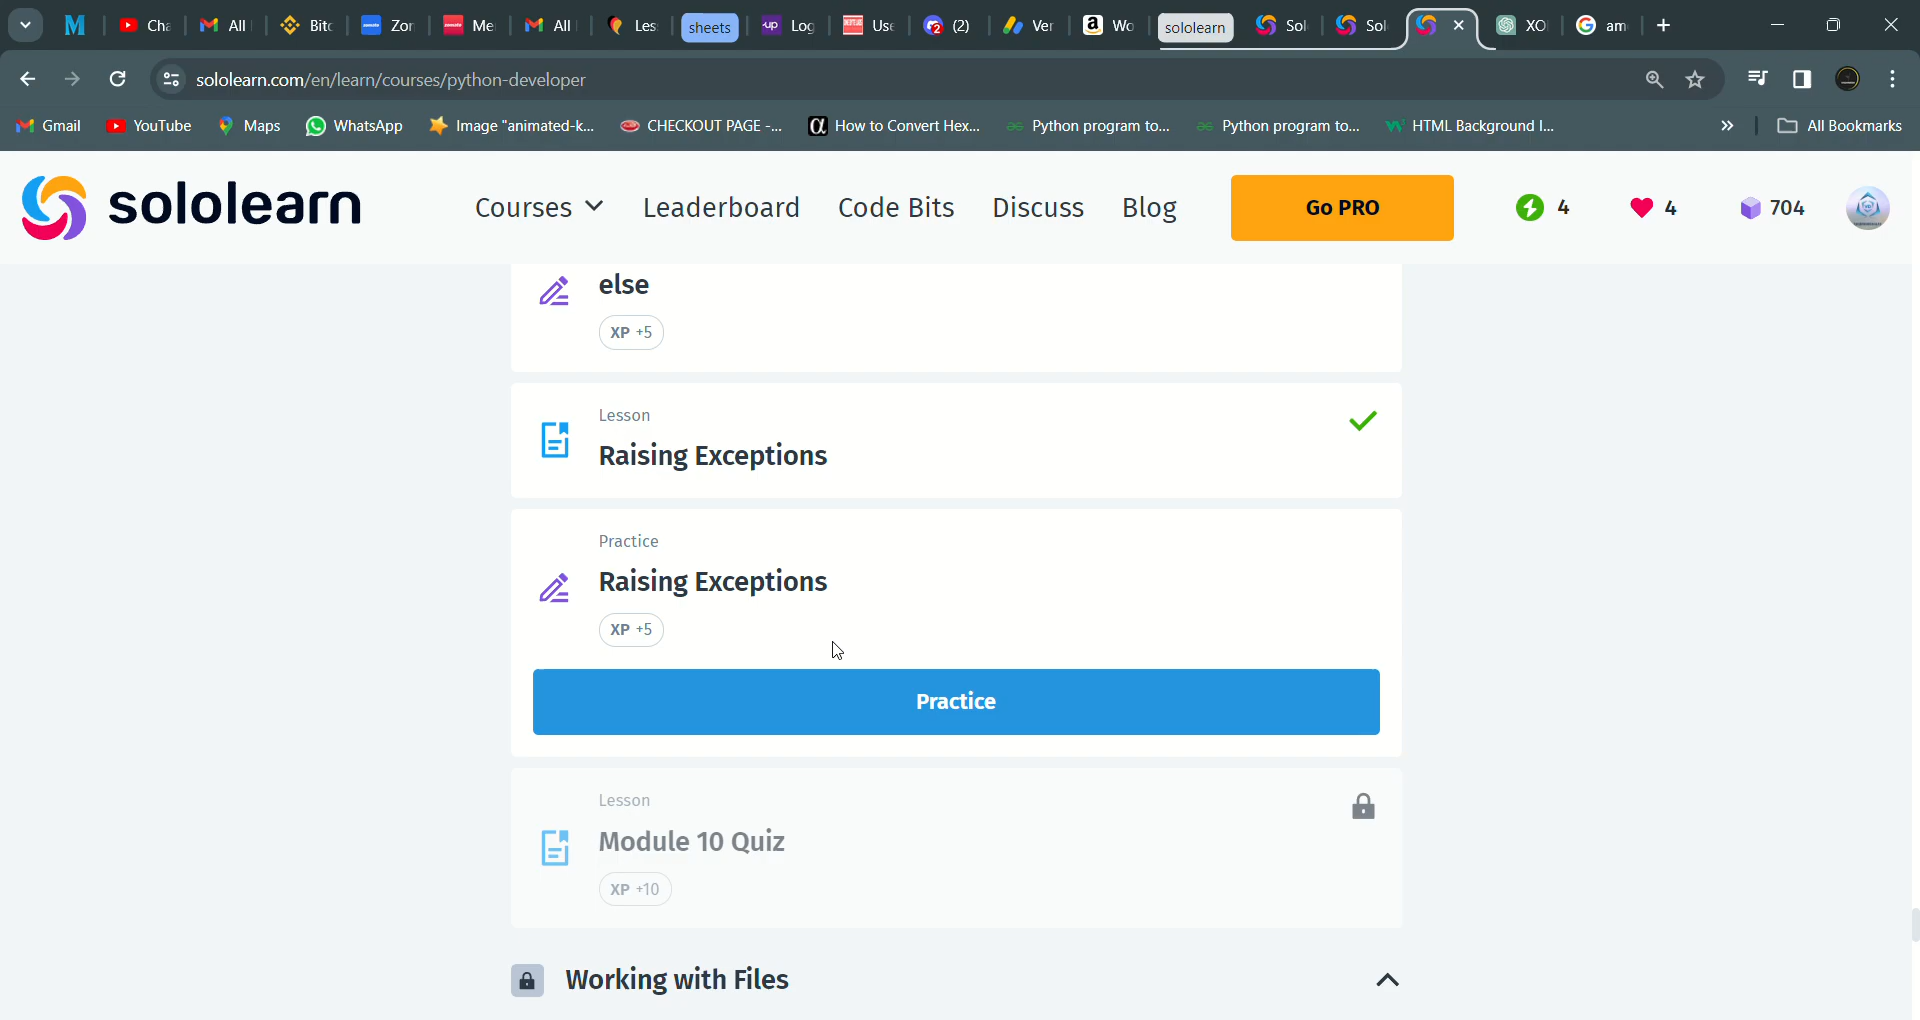 Cha
All
Bitc
Zor
Me
All
Les
sheets
Log
Use
(2)
Ver
Wo
sololearn
Sol
Sol
XO
am
sololearn.com/en/learn/courses/python-developer
Gmail
YouTube
Maps
WhatsApp
Image "animated-k...
CHECKOUT PAGE -...
How to Convert Hex...
Python program to...
Python program to...
HTML Background I...
All Bookmarks
sololearn
Courses
Leaderboard
Code Bits
Discuss
Blog
Go PRO
4
4
704
else
XP +5
Lesson
Raising Exceptions
Practice
Raising Exceptions
XP +5
Practice
Lesson
Module 10 Quiz
XP +10
Working with Files